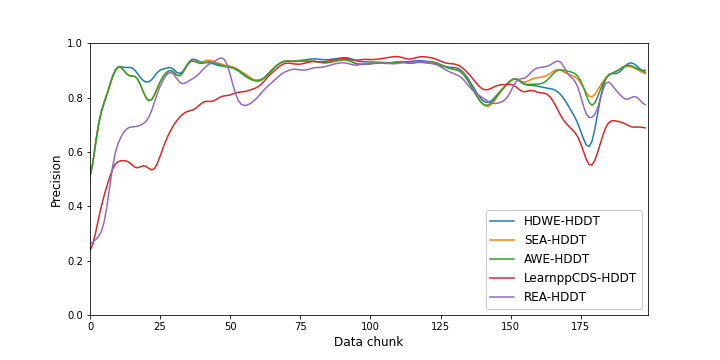 1.0
0.8
0.6
0.4
0.2
0.0
Precision
0 25 50 75 100 125 150 175
Data chunk
HDWE-HDDT
SEA-HDDT
AWE-HDDT
LearnppCDS-HDDT
REA-HDDT